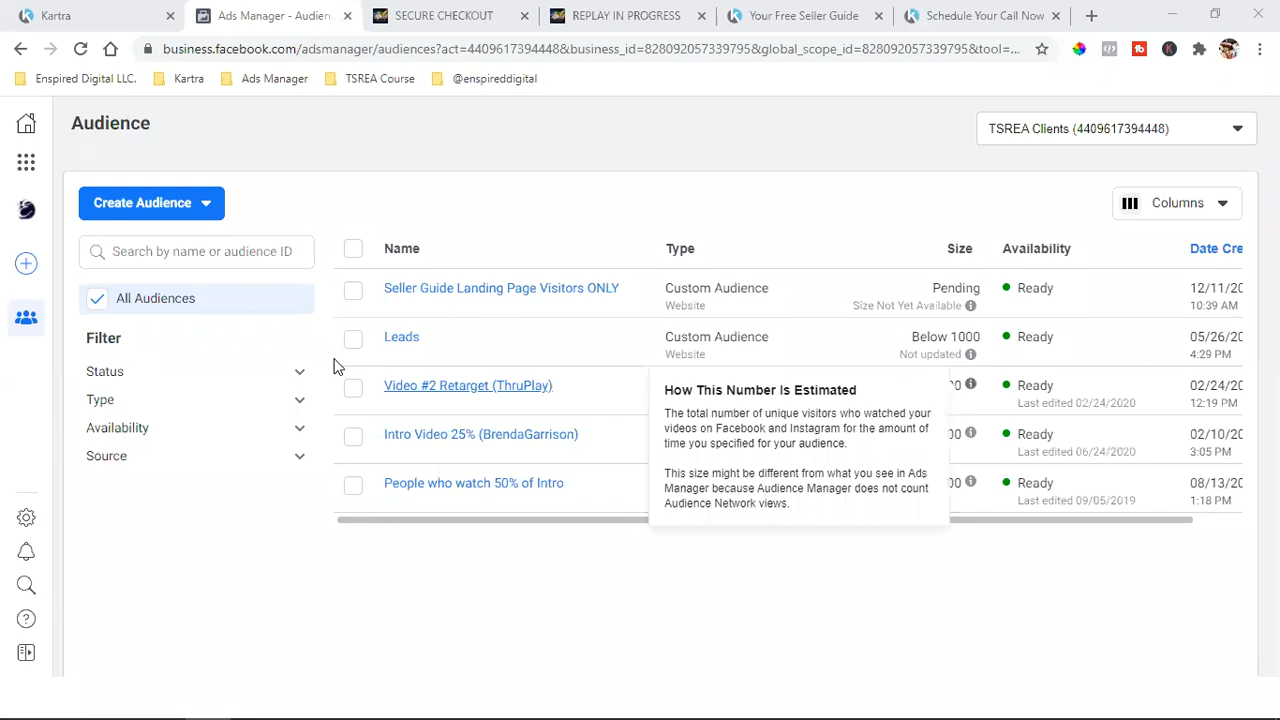 Kartra
Ads Manager - Audien
SECURE CHECKOUT
REPLAY IN PROGRESS
Your Free Seller Guide
Schedule Your Call Now
business.facebook.com/adsmanager/audiences?act=4409617394448&business_id=828092057339795&global_scope_id=828092057339795&tool=...
Enspired Digital LLC.
Kartra
Ads Manager
TSREA Course
@enspireddigital
Audience
TSREA Clients (4409617394448)
Create Audience
Columns
Search by name or audience ID
All Audiences
Filter
Status
Type
Availability
Source
Name Type Size Availability Date Cre
Seller Guide Landing Page Visitors ONLY Custom Audience Pending Ready 12/11/20
Website Size Not Yet Available 10:39 AM
Leads Custom Audience Below 1000 Ready 05/26/20
Website Not updated 4:29 PM
Video #2 Retarget (ThruPlay) Ready 02/24/20
Last edited 02/24/2020 12:19 PM
Intro Video 25% (BrendaGarrison) 00 Ready 02/10/20
Last edited 06/24/2020 3:05 PM
People who watch 50% of Intro 00 Ready 08/13/20
Last edited 09/05/2019 1:18 PM
How This Number Is Estimated
The total number of unique visitors who watched your
videos on Facebook and Instagram for the amount of
time you specified for your audience.
This size might be different from what you see in Ads
Manager because Audience Manager does not count
Audience Network views.